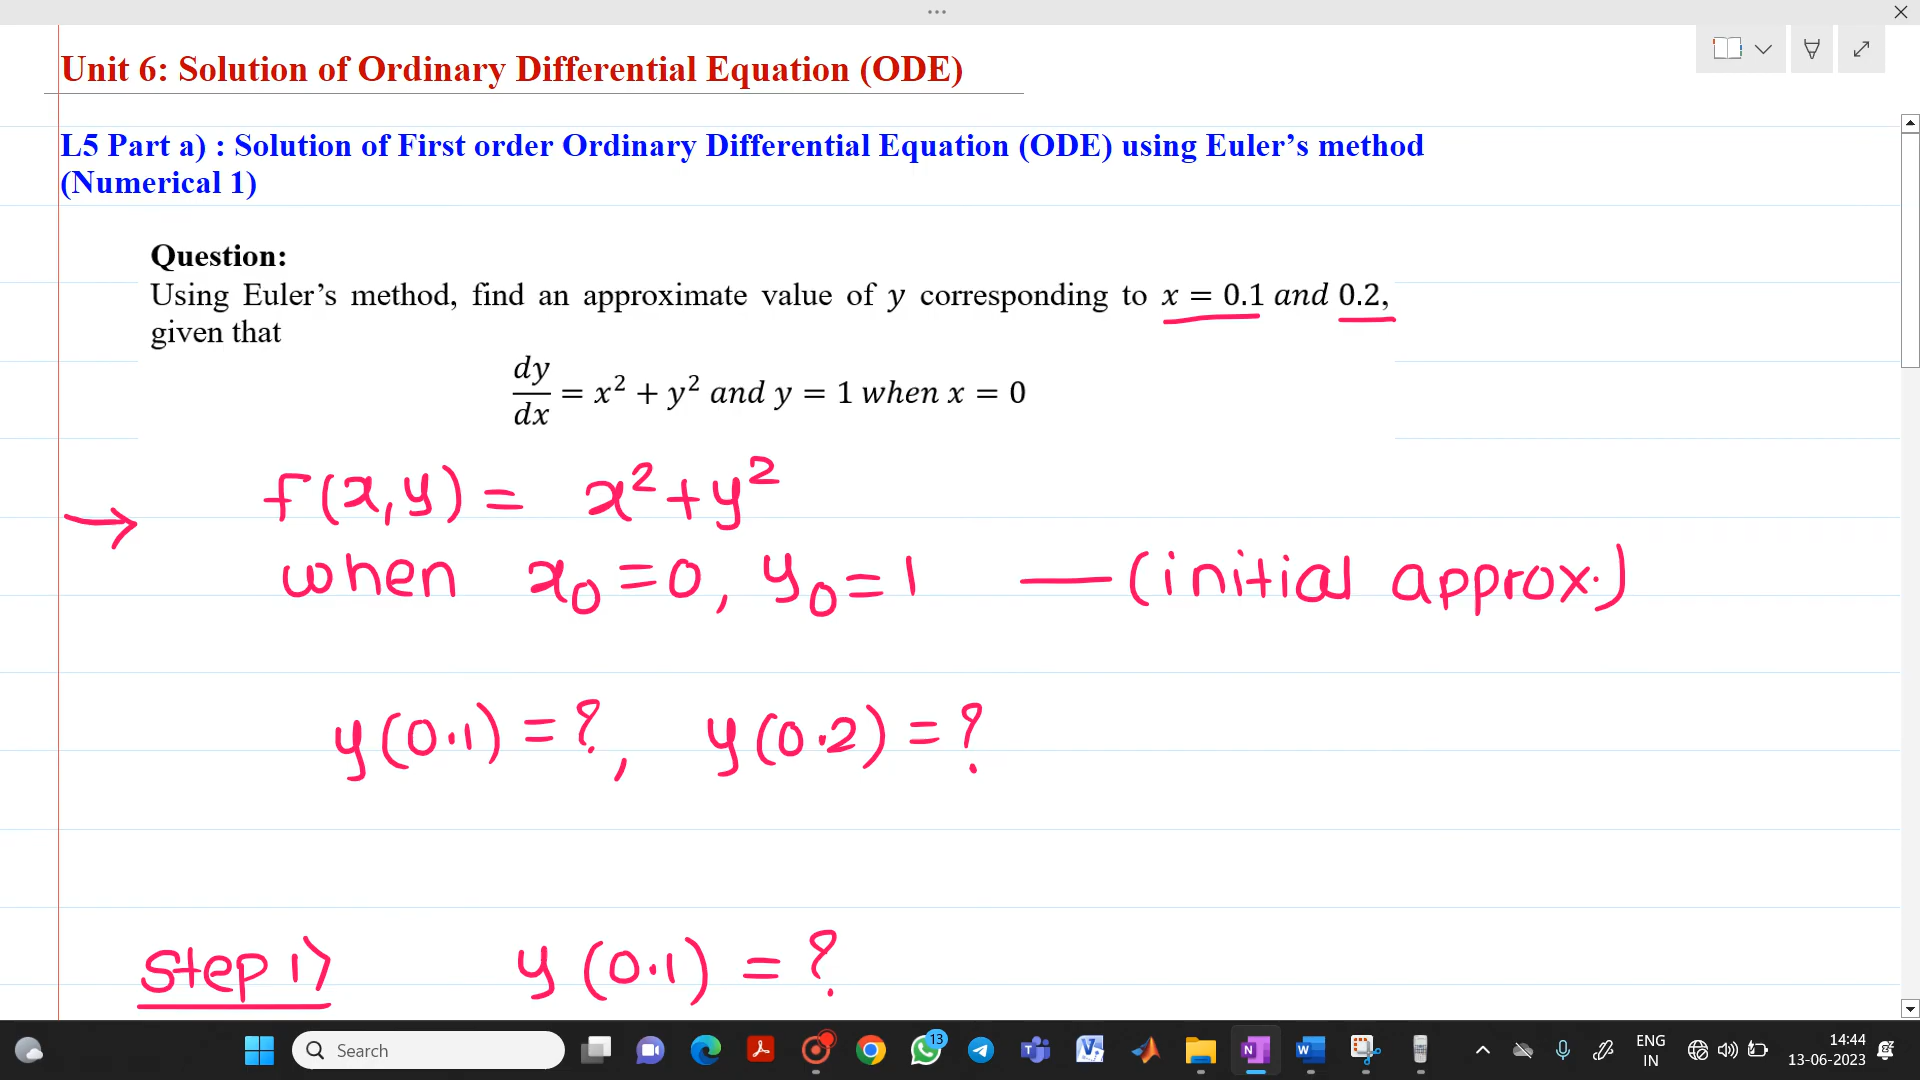 Unit 6: Solution of Ordinary Differential Equation (ODE)
L5 Part a) : Solution of First order Ordinary Differential Equation (ODE) using Euler’s method
(Numerical 1)
Question:
Using Euler’s method, find an approximate value of y corresponding to x = 0.1 and 0.2,
given that
dy/dx = x² + y² and y = 1 when x = 0
f(x,y) = x² + y²
when x₀ = 0, y₀ = 1 — (initial approx.)
y(0.1) = ?, y(0.2) = ?
Step 1) y(0.1) = ?
Search
13
ENG
IN
14:44
13-06-2023